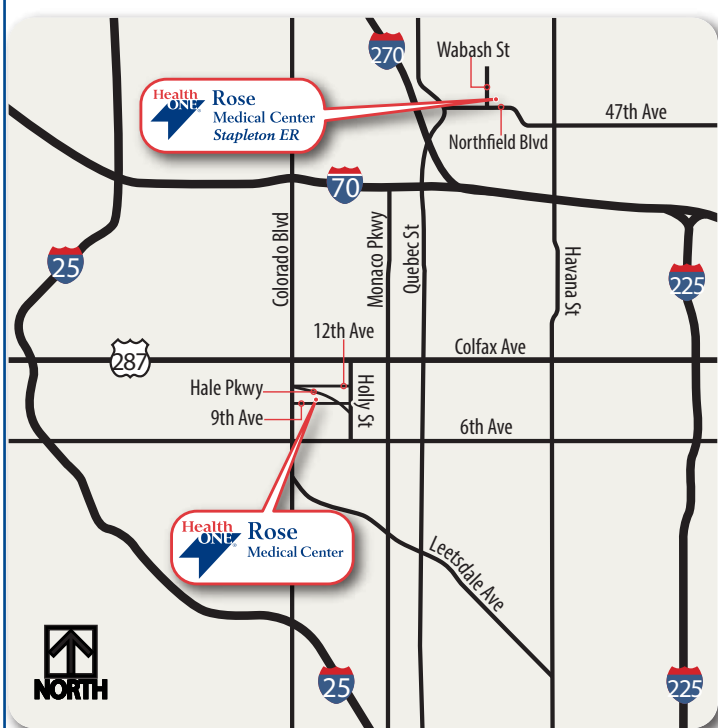 Wabash St
270
Health
ONE®
Rose
Medical Center
Stapleton ER
47th Ave
Northfield Blvd
70
25
Colorado Blvd
Monaco Pkwy
Quebec St
Havana St
225
12th Ave
Colfax Ave
287
Hale Pkwy
Holly St
9th Ave
6th Ave
Health
ONE®
Rose
Medical Center
Leetsdale Ave
NORTH
25
225